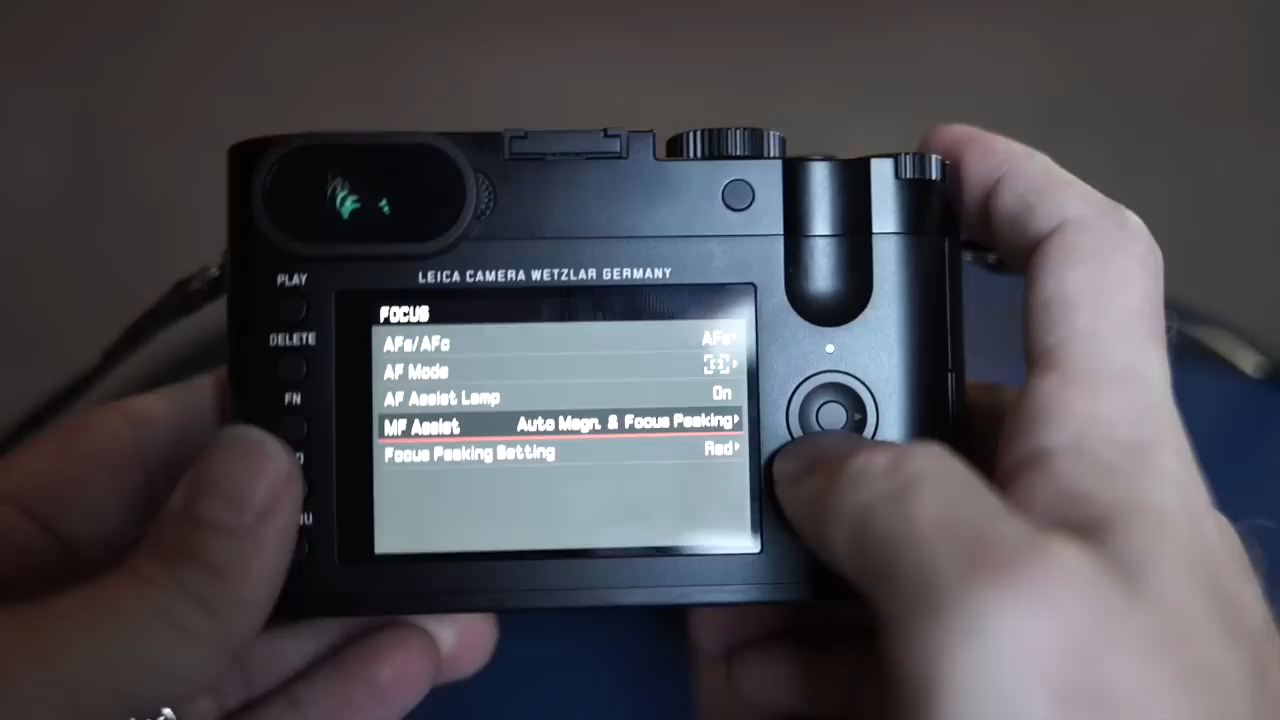 PLAY
LEICA CAMERA WETZLAR GERMANY
DELETE
FN
FOCUS
AFs/AFc AFs
AF Mode
AF Assist Lamp On
MF Assist Auto Magn. & Focus Peaking
Focus Peaking Setting Red